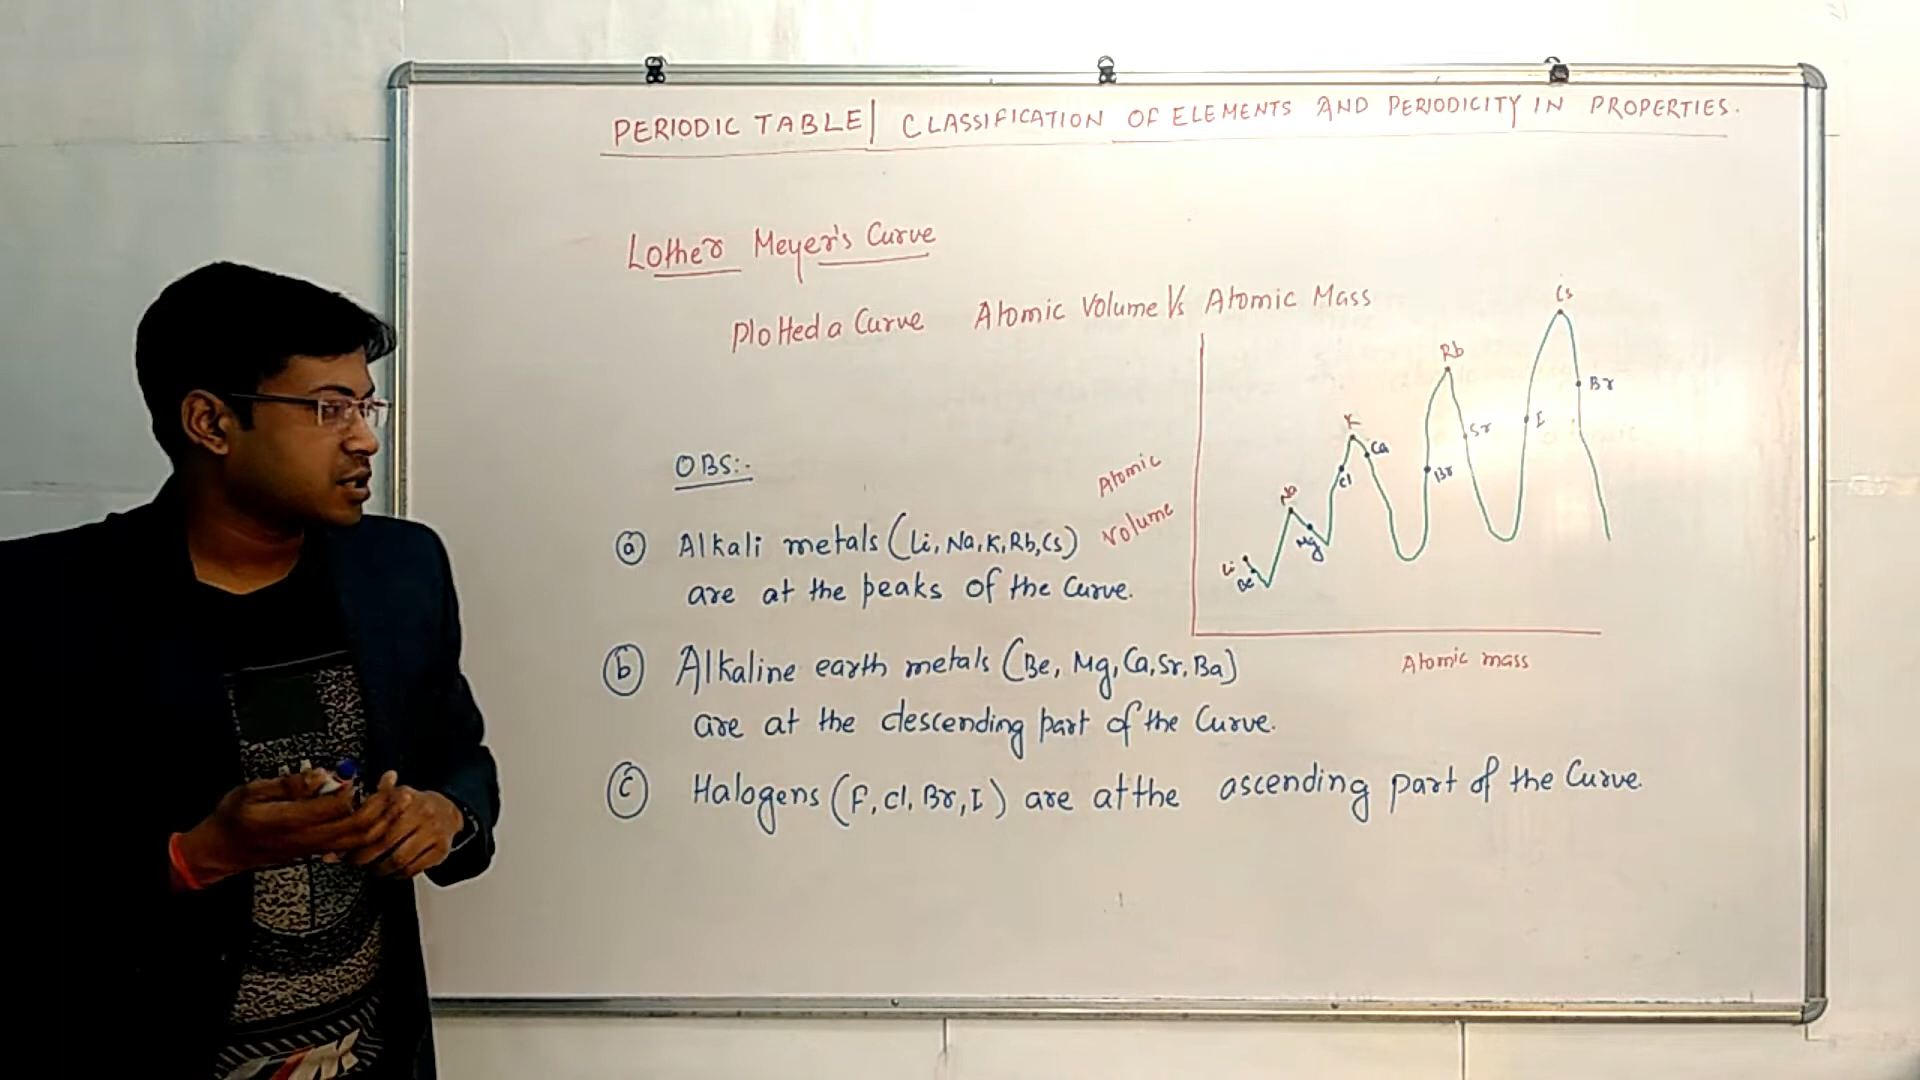 PERIODIC TABLE| CLASSIFICATION OF ELEMENTS AND PERIODICITY IN PROPERTIES.
Lother Meyer's Curve
Plotted a Curve Atomic Volume Vs Atomic Mass
Cs
Rb
Br
K
I
Sr
Ca
OBS:-
Atomic
Br
Cl
Na
Volume
Mg
Li
Be
(a) Alkali metals (Li, Na, K, Rb, Cs)
are at the peaks of the Curve.
Atomic mass
(b) Alkaline earth metals (Be, Mg, Ca, Sr, Ba)
are at the descending part of the Curve.
(c) Halogens (F, Cl, Br, I) are at the ascending part of the Curve.